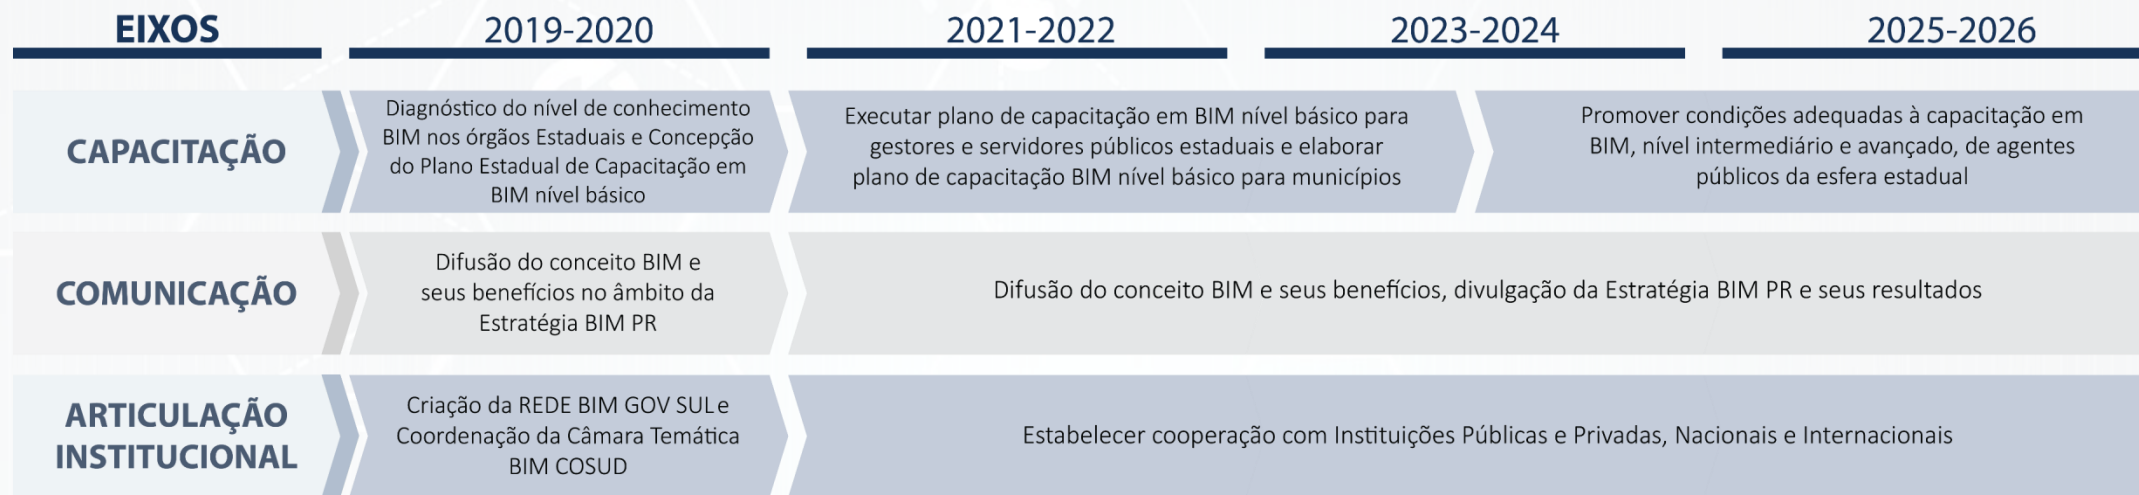 EIXOS
2019-2020
2021-2022
2023-2024
2025-2026
CAPACITAÇÃO
Diagnóstico do nível de conhecimento
BIM nos órgãos Estaduais e Concepção
do Plano Estadual de Capacitação em
BIM nível básico
Executar plano de capacitação em BIM nível básico para
gestores e servidores públicos estaduais e elaborar
plano de capacitação BIM nível básico para municípios
Promover condições adequadas à capacitação em
BIM, nível intermediário e avançado, de agentes
públicos da esfera estadual
COMUNICAÇÃO
Difusão do conceito BIM e
seus benefícios no âmbito da
Estratégia BIM PR
Difusão do conceito BIM e seus benefícios, divulgação da Estratégia BIM PR e seus resultados
ARTICULAÇÃO
INSTITUCIONAL
Criação da REDE BIM GOV SUL e
Coordenação da Câmara Temática
BIM COSUD
Estabelecer cooperação com Instituições Públicas e Privadas, Nacionais e Internacionais